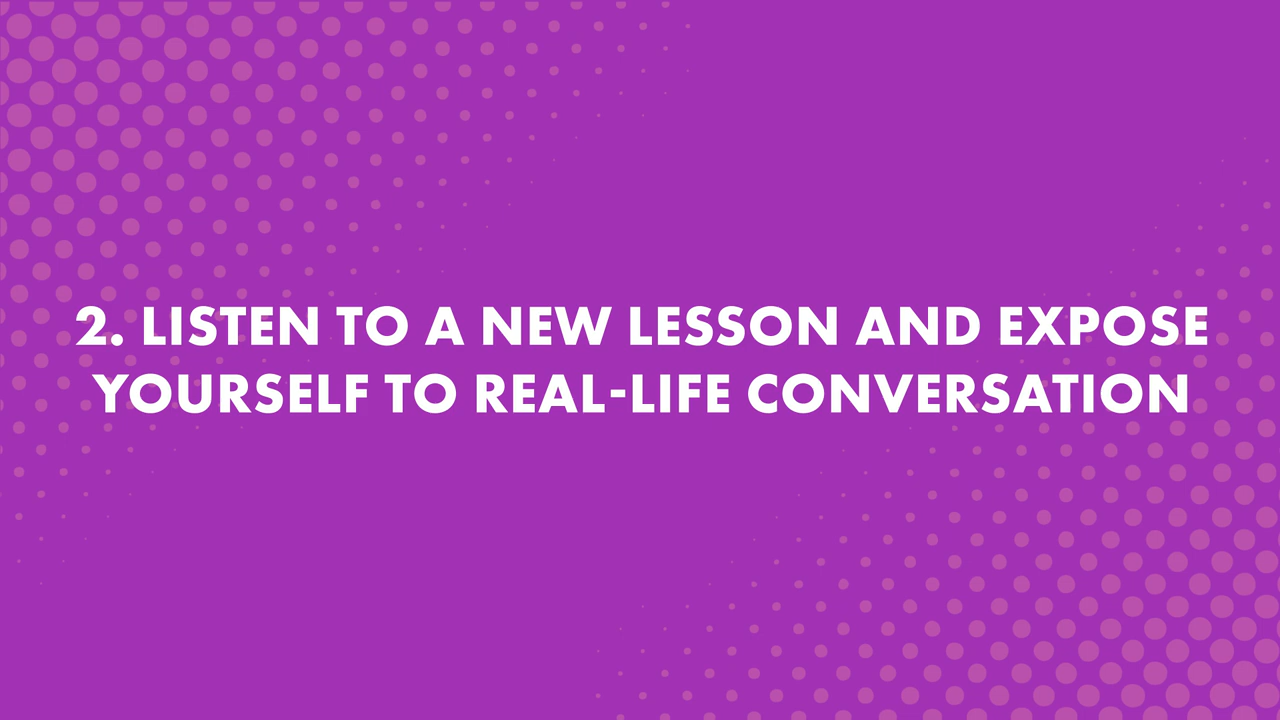 2. LISTEN TO A NEW LESSON AND EXPOSE
YOURSELF TO REAL-LIFE CONVERSATION